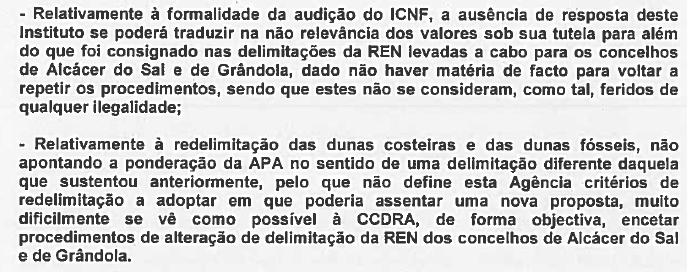 - Relativamente à formalidade da audição do ICNF, a ausência de resposta deste
Instituto se poderá traduzir na não relevância dos valores sob sua tutela para além
do que foi consignado nas delimitações da REN levadas a cabo para os concelhos
de Alcácer do Sal e de Grândola, dado não haver matéria de facto para voltar a
repetir os procedimentos, sendo que estes não se consideram, como tal, feridos de
qualquer ilegalidade;
- Relativamente à redelimitação das dunas costeiras e das dunas fósseis, não
apontando a ponderação da APA no sentido de uma delimitação diferente daquela
que sustentou anteriormente, pelo que não define esta Agência critérios de
redelimitação a adoptar em que poderia assentar uma nova proposta, muito
dificilmente se vê como possível à CCDRA, de forma objectiva, encetar
procedimentos de alteração de delimitação da REN dos concelhos de Alcácer do Sal
e de Grândola.